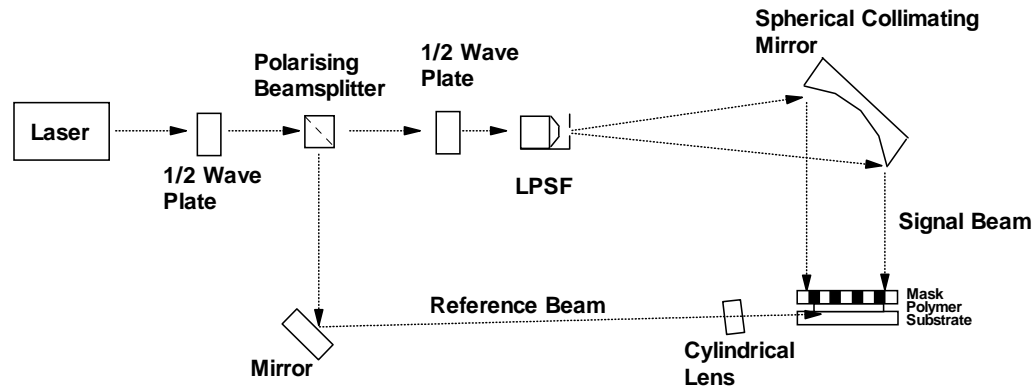 Spherical Collimating
Mirror
1/2 Wave
Plate
Polarising
Beamsplitter
Laser
1/2 Wave
Plate
LPSF
Signal Beam
Reference Beam
Mask
Polymer
Substrate
Mirror
Cylindrical
Lens